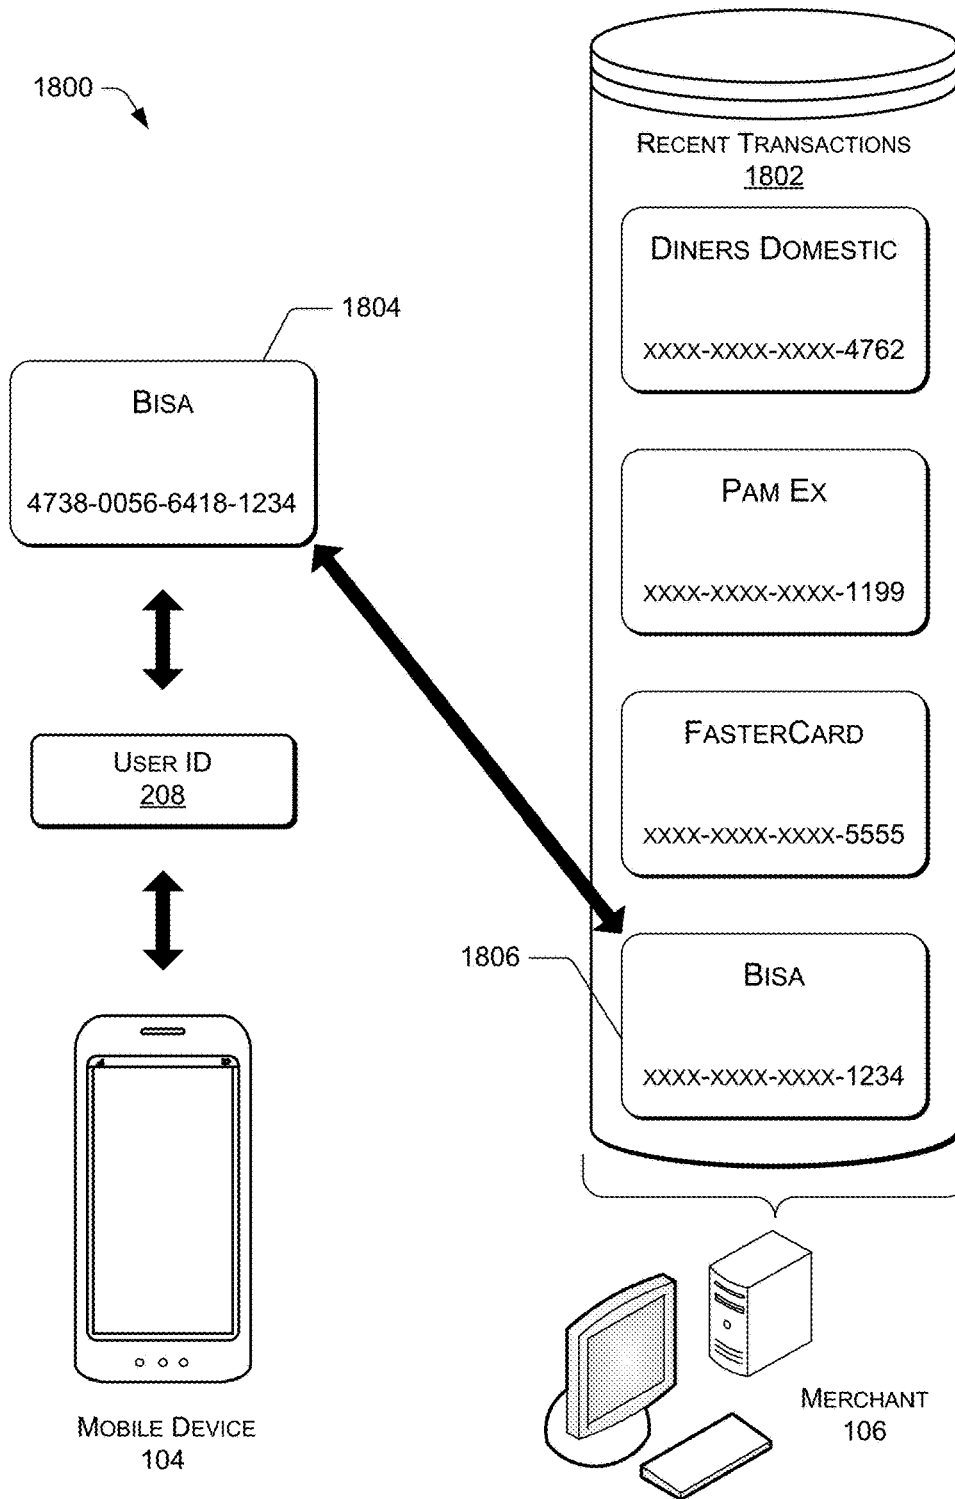 1800
RECENT TRANSACTIONS
1802
DINERS DOMESTIC
xxxx-xxxx-xxxx-4762
1804
BISA
4738-0056-6418-1234
PAM EX
xxxx-xxxx-xxxx-1199
FASTERCARD
xxxx-xxxx-xxxx-5555
USER ID
208
1806
BISA
xxxx-xxxx-xxxx-1234
MOBILE DEVICE
104
MERCHANT
106